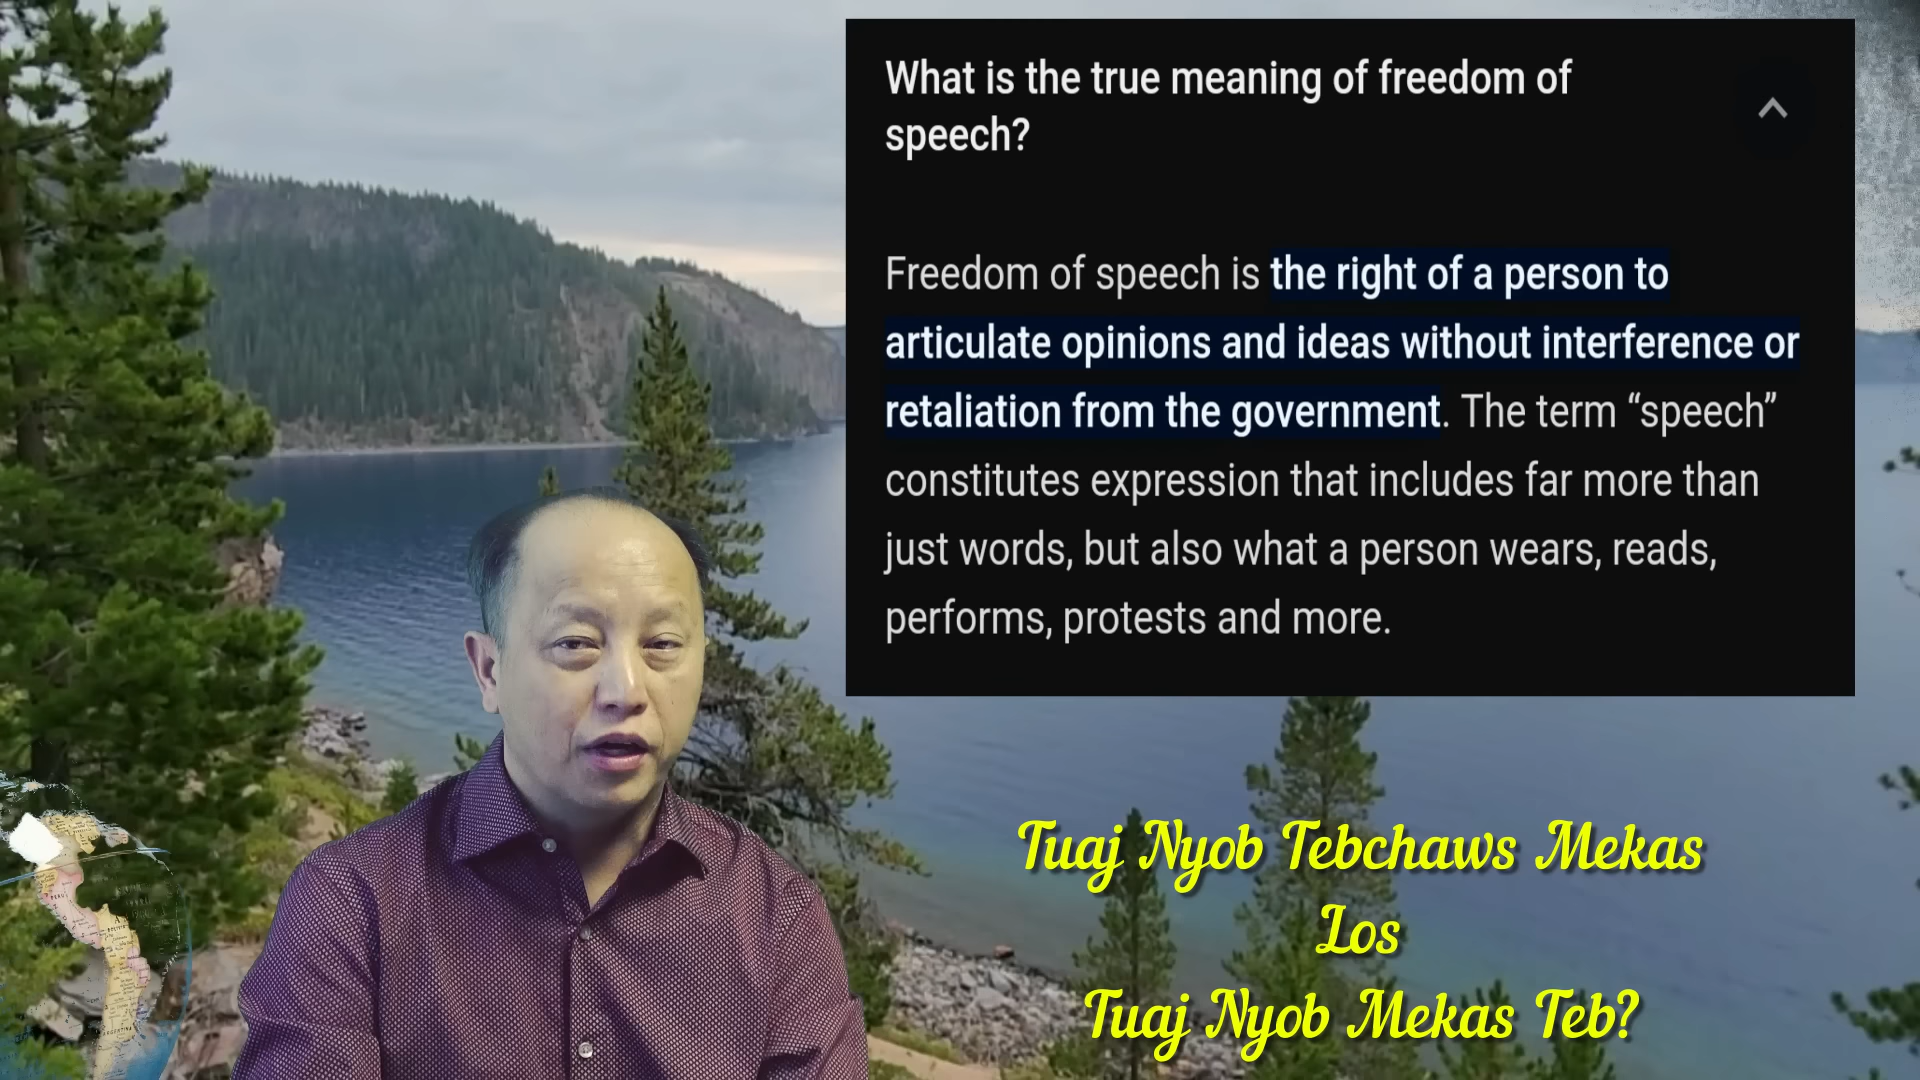 What is the true meaning of freedom of
speech?
Freedom of speech is the right of a person to
articulate opinions and ideas without interference or
retaliation from the government. The term “speech”
constitutes expression that includes far more than
just words, but also what a person wears, reads,
performs, protests and more.
Tuaj Nyob Tebchaws Mekas
Los
Tuaj Nyob Mekas Teb?